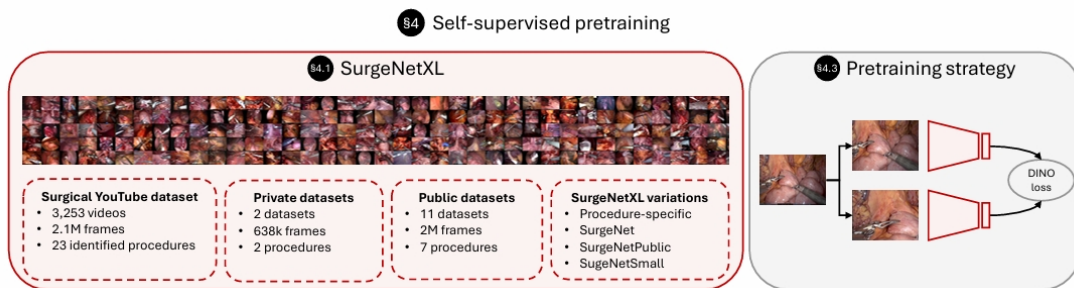 §4 Self-supervised pretraining
§4.1 SurgeNetXL
Surgical YouTube dataset
• 3,253 videos
• 2.1M frames
• 23 identified procedures
Private datasets
• 2 datasets
• 638k frames
• 2 procedures
Public datasets
• 11 datasets
• 2M frames
• 7 procedures
SurgeNetXL variations
• Procedure-specific
• SurgeNet
• SurgeNetPublic
• SugeNetSmall
§4.3 Pretraining strategy
DINO
loss